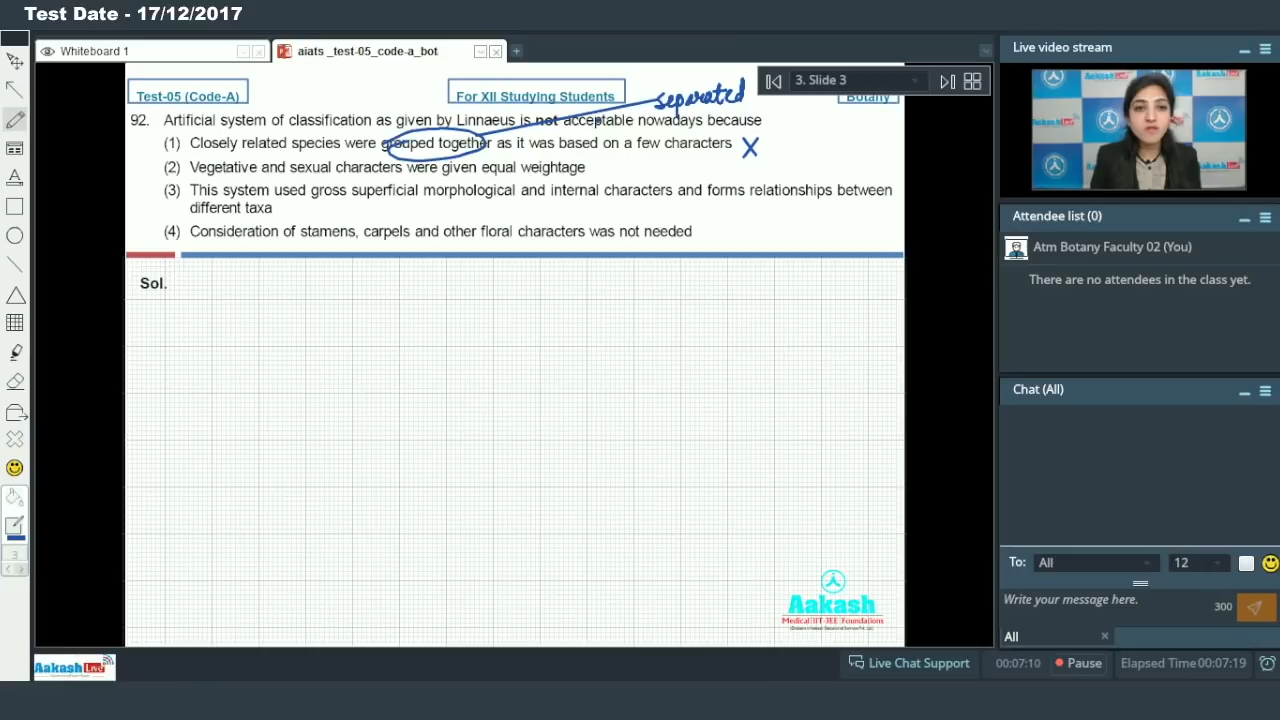 Test Date - 17/12/2017
Whiteboard 1
aiats _test-05_code-a_bot
Live video stream
3. Slide 3
Test-05 (Code-A)
For XII Studying Students
separated
Botany
92. Artificial system of classification as given by Linnaeus is not acceptable nowadays because
(1) Closely related species were grouped together as it was based on a few characters X
(2) Vegetative and sexual characters were given equal weightage
(3) This system used gross superficial morphological and internal characters and forms relationships between
different taxa
(4) Consideration of stamens, carpels and other floral characters was not needed
Sol.
Attendee list (0)
Atm Botany Faculty 02 (You)
There are no attendees in the class yet.
Chat (All)
To: All 12
Write your message here.
300
All
3
Aakash
Medical|IIT-JEE|Foundations
Aakash Live
Live Chat Support
00:07:10
Pause
Elapsed Time 00:07:19